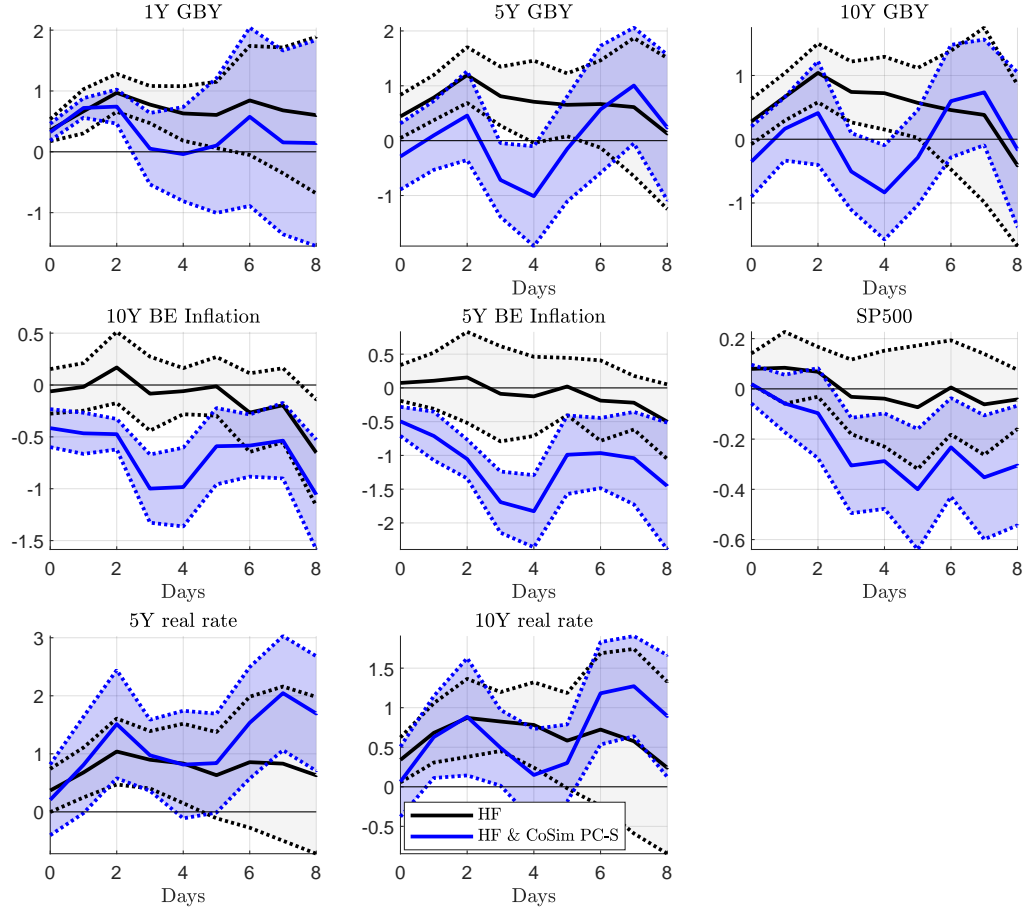 1Y GBY
5Y GBY
10Y GBY
2
1
0
-1
0 2 4 6 8
2
1
0
-1
0 2 4 6 8
Days
1
0
-1
0 2 4 6 8
Days
10Y BE Inflation
5Y BE Inflation
SP500
0.5
0
-0.5
-1
-1.5
0 2 4 6 8
Days
0.5
0
-0.5
-1
-1.5
-2
0 2 4 6 8
Days
0.2
0
-0.2
-0.4
-0.6
0 2 4 6 8
Days
5Y real rate
10Y real rate
3
2
1
0
0 2 4 6 8
Days
1.5
1
0.5
0
-0.5
0 2 4 6 8
Days
HF
HF & CoSim PC-S